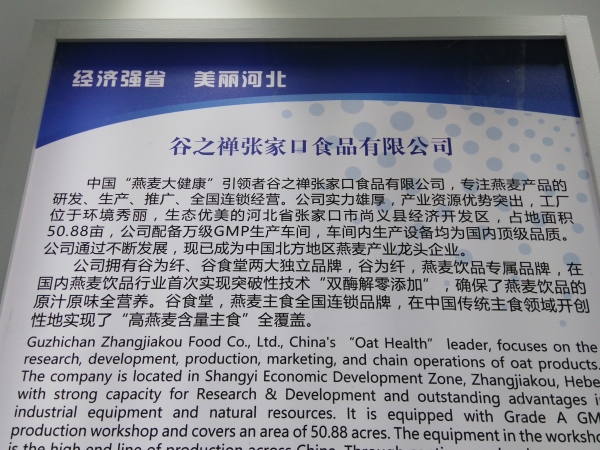 经济强省 美丽河北
谷之禅张家口食品有限公司
中国“燕麦大健康”引领者谷之禅张家口食品有限公司，专注燕麦产品的
研发、生产、推广、全国连锁经营。公司实力雄厚，产业资源优势突出，工厂
位于环境秀丽，生态优美的河北省张家口市尚义县经济开发区，占地面积
50.88亩，公司配备万级GMP生产车间，车间内生产设备均为国内顶级品质。
公司通过不断发展，现已成为中国北方地区燕麦产业龙头企业。
公司拥有谷为纤、谷食堂两大独立品牌，谷为纤，燕麦饮品专属品牌，在
国内燕麦饮品行业首次实现突破性技术“双酶解零添加”，确保了燕麦饮品的
原汁原味全营养。谷食堂，燕麦主食全国连锁品牌，在中国传统主食领域开创
性地实现了“高燕麦含量主食”全覆盖。
Guzhichan Zhangjiakou Food Co., Ltd., China's “Oat Health” leader, focuses on the
research, development, production, marketing, and chain operations of oat products.
The company is located in Shangyi Economic Development Zone, Zhangjiakou, Hebe
with strong capacity for Research & Development and outstanding advantages i
industrial equipment and natural resources. It is equipped with Grade A GM
production workshop and covers an area of 50.88 acres. The equipment in the worksho
is the high end line of production across China. Through